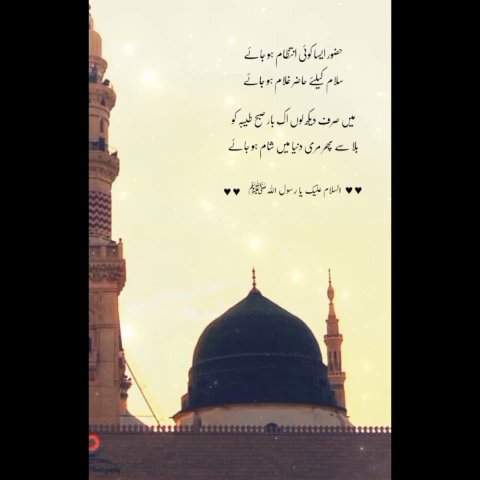 حضور ایسا کوئی انتظام ہو جائے
سلام کیلئے حاضر غلام ہو جائے
میں صرف دیکھ لوں اک بار صبح طیبہ کو
بلا سے پھر مری دنیا میں شام ہو جائے
♥♥ السلام علیک یا رسول اللہ ﷺ ♥♥